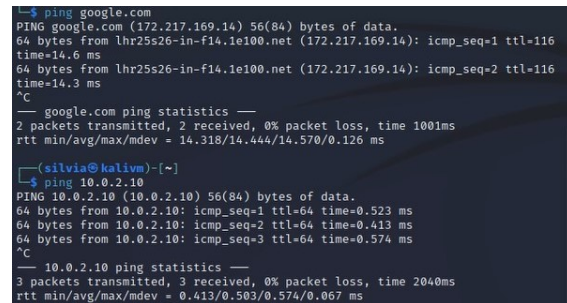 └─$ ping google.com
PING google.com (172.217.169.14) 56(84) bytes of data.
64 bytes from lhr25s26-in-f14.1e100.net (172.217.169.14): icmp_seq=1 ttl=116
time=14.6 ms
64 bytes from lhr25s26-in-f14.1e100.net (172.217.169.14): icmp_seq=2 ttl=116
time=14.3 ms
^C
— google.com ping statistics —
2 packets transmitted, 2 received, 0% packet loss, time 1001ms
rtt min/avg/max/mdev = 14.318/14.444/14.570/0.126 ms
┌──(silvia㉿kalivm)-[~]
└─$ ping 10.0.2.10
PING 10.0.2.10 (10.0.2.10) 56(84) bytes of data.
64 bytes from 10.0.2.10: icmp_seq=1 ttl=64 time=0.523 ms
64 bytes from 10.0.2.10: icmp_seq=2 ttl=64 time=0.413 ms
64 bytes from 10.0.2.10: icmp_seq=3 ttl=64 time=0.574 ms
^C
— 10.0.2.10 ping statistics —
3 packets transmitted, 3 received, 0% packet loss, time 2040ms
rtt min/avg/max/mdev = 0.413/0.503/0.574/0.067 ms